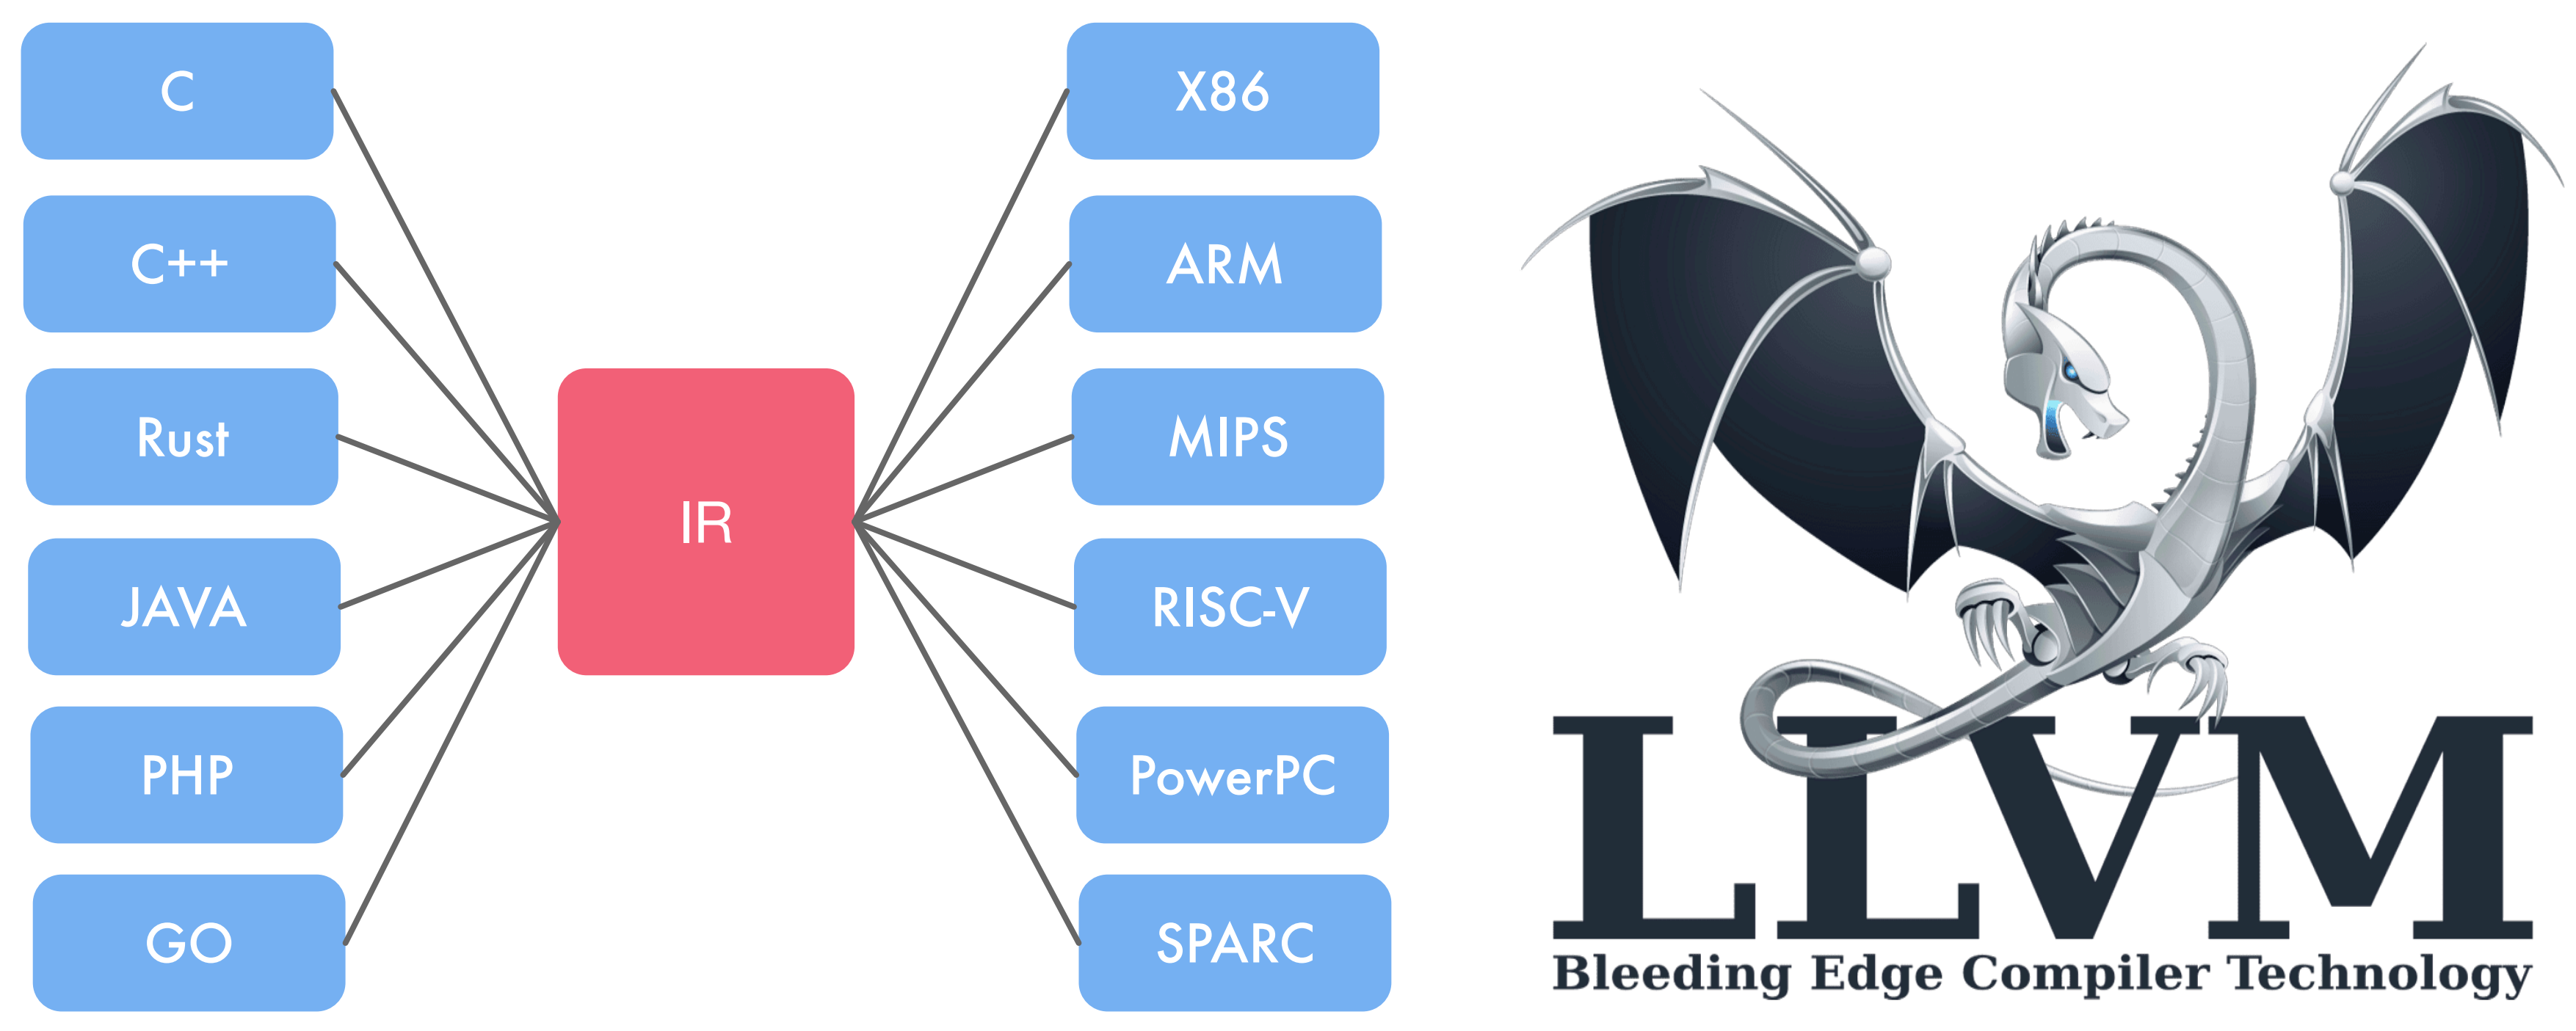 C
C++
Rust
JAVA
PHP
GO
IR
X86
ARM
MIPS
RISC-V
PowerPC
SPARC
LLVM
Bleeding Edge Compiler Technology